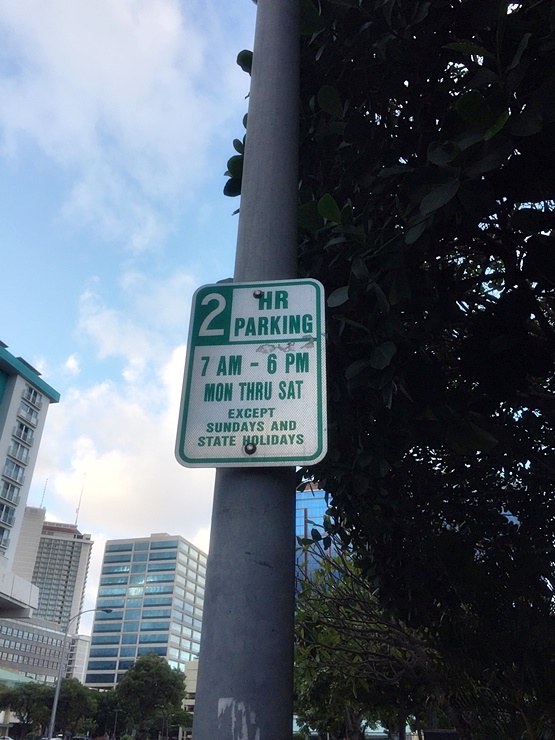 2 HR
PARKING
7 AM - 6 PM
MON THRU SAT
EXCEPT
SUNDAYS AND
STATE HOLIDAYS